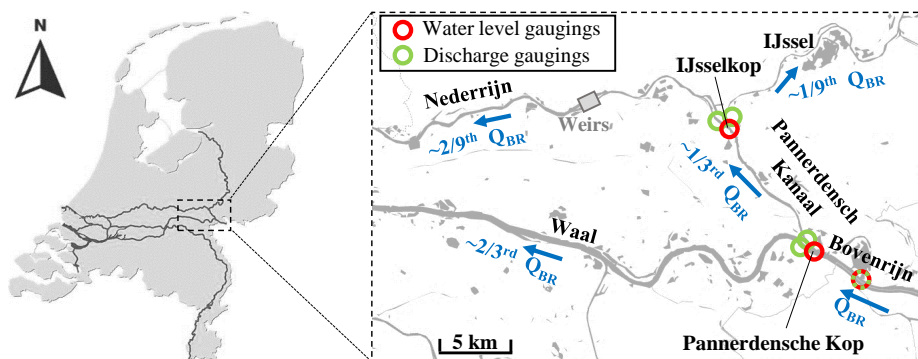 N
Water level gaugings
Discharge gaugings
IJssel
IJsselkop
~1/9th QBR
Nederrijn
Weirs
~2/9th QBR
Pannerdensch
Kanaal
~1/3rd
QBR
Waal
~2/3rd
QBR
Bovenrijn
QBR
5 km
Pannerdensche Kop